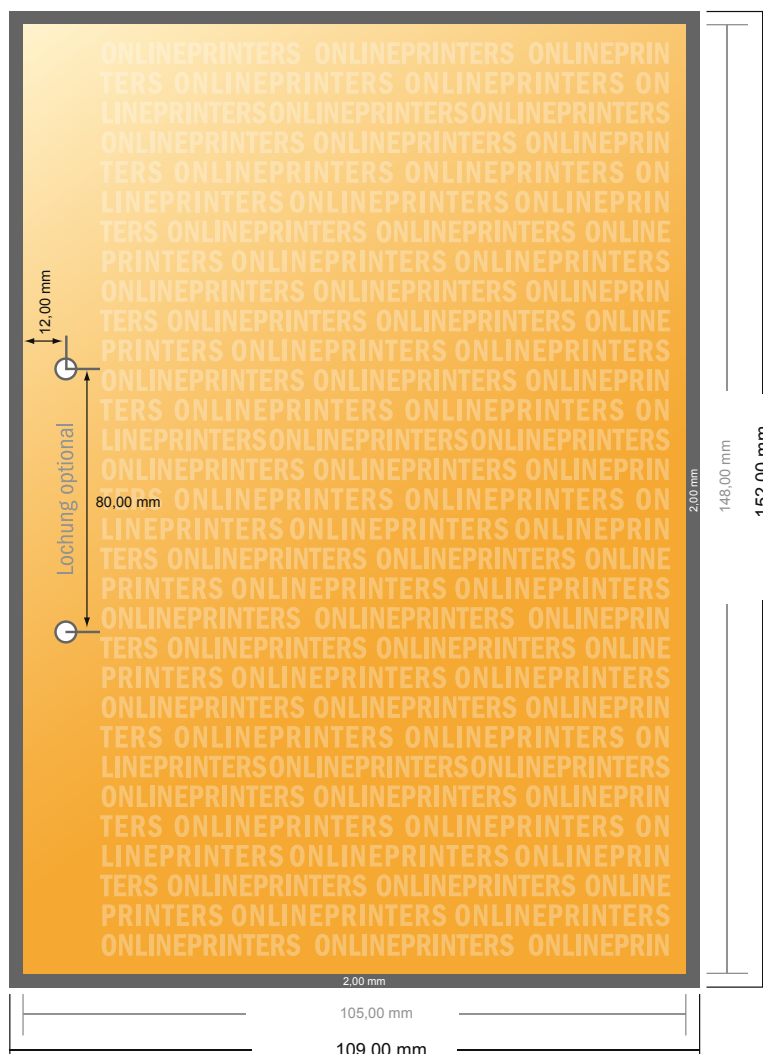 ONLINEPRINTERS ONLINEPRINTERS ONLINEPRIN
TERS ONLINEPRINTERS ONLINEPRINTERS ON
LINEPRINTERSONLINEPRINTERSONLINEPRINTERS
ONLINEPRINTERS ONLINEPRINTERS ONLINEPRIN
TERS ONLINEPRINTERS ONLINEPRINTERS ON
LINEPRINTERS ONLINEPRINTERS ONLINEPRIN
TERS ONLINEPRINTERS ONLINEPRINTERS ONLINE
PRINTERS ONLINEPRINTERS ONLINEPRINTERS
ONLINEPRINTERS ONLINEPRINTERS ONLINEPRIN
TERS ONLINEPRINTERS ONLINEPRINTERS ONLINE
PRINTERS ONLINEPRINTERS ONLINEPRINTERS
ONLINEPRINTERS ONLINEPRINTERS ONLINEPRIN
TERS ONLINEPRINTERS ONLINEPRINTERS ON
LINEPRINTERSONLINEPRINTERSONLINEPRINTERS
ONLINEPRINTERS ONLINEPRINTERS ONLINEPRIN
TERS ONLINEPRINTERS ONLINEPRINTERS ON
LINEPRINTERS ONLINEPRINTERS ONLINEPRIN
TERS ONLINEPRINTERS ONLINEPRINTERS ONLINE
PRINTERS ONLINEPRINTERS ONLINEPRINTERS
ONLINEPRINTERS ONLINEPRINTERS ONLINEPRIN
TERS ONLINEPRINTERS ONLINEPRINTERS ONLINE
PRINTERS ONLINEPRINTERS ONLINEPRINTERS
ONLINEPRINTERS ONLINEPRINTERS ONLINEPRIN
TERS ONLINEPRINTERS ONLINEPRINTERS ON
LINEPRINTERSONLINEPRINTERSONLINEPRINTERS
ONLINEPRINTERS ONLINEPRINTERS ONLINEPRIN
TERS ONLINEPRINTERS ONLINEPRINTERS ON
LINEPRINTERS ONLINEPRINTERS ONLINEPRIN
TERS ONLINEPRINTERS ONLINEPRINTERS ONLINE
PRINTERS ONLINEPRINTERS ONLINEPRINTERS
ONLINEPRINTERS ONLINEPRINTERS ONLINEPRIN
12,00 mm
Lochung optional
80,00 mm
2,00 mm
148,00 mm
152,00 mm
2,00 mm
105,00 mm
109,00 mm